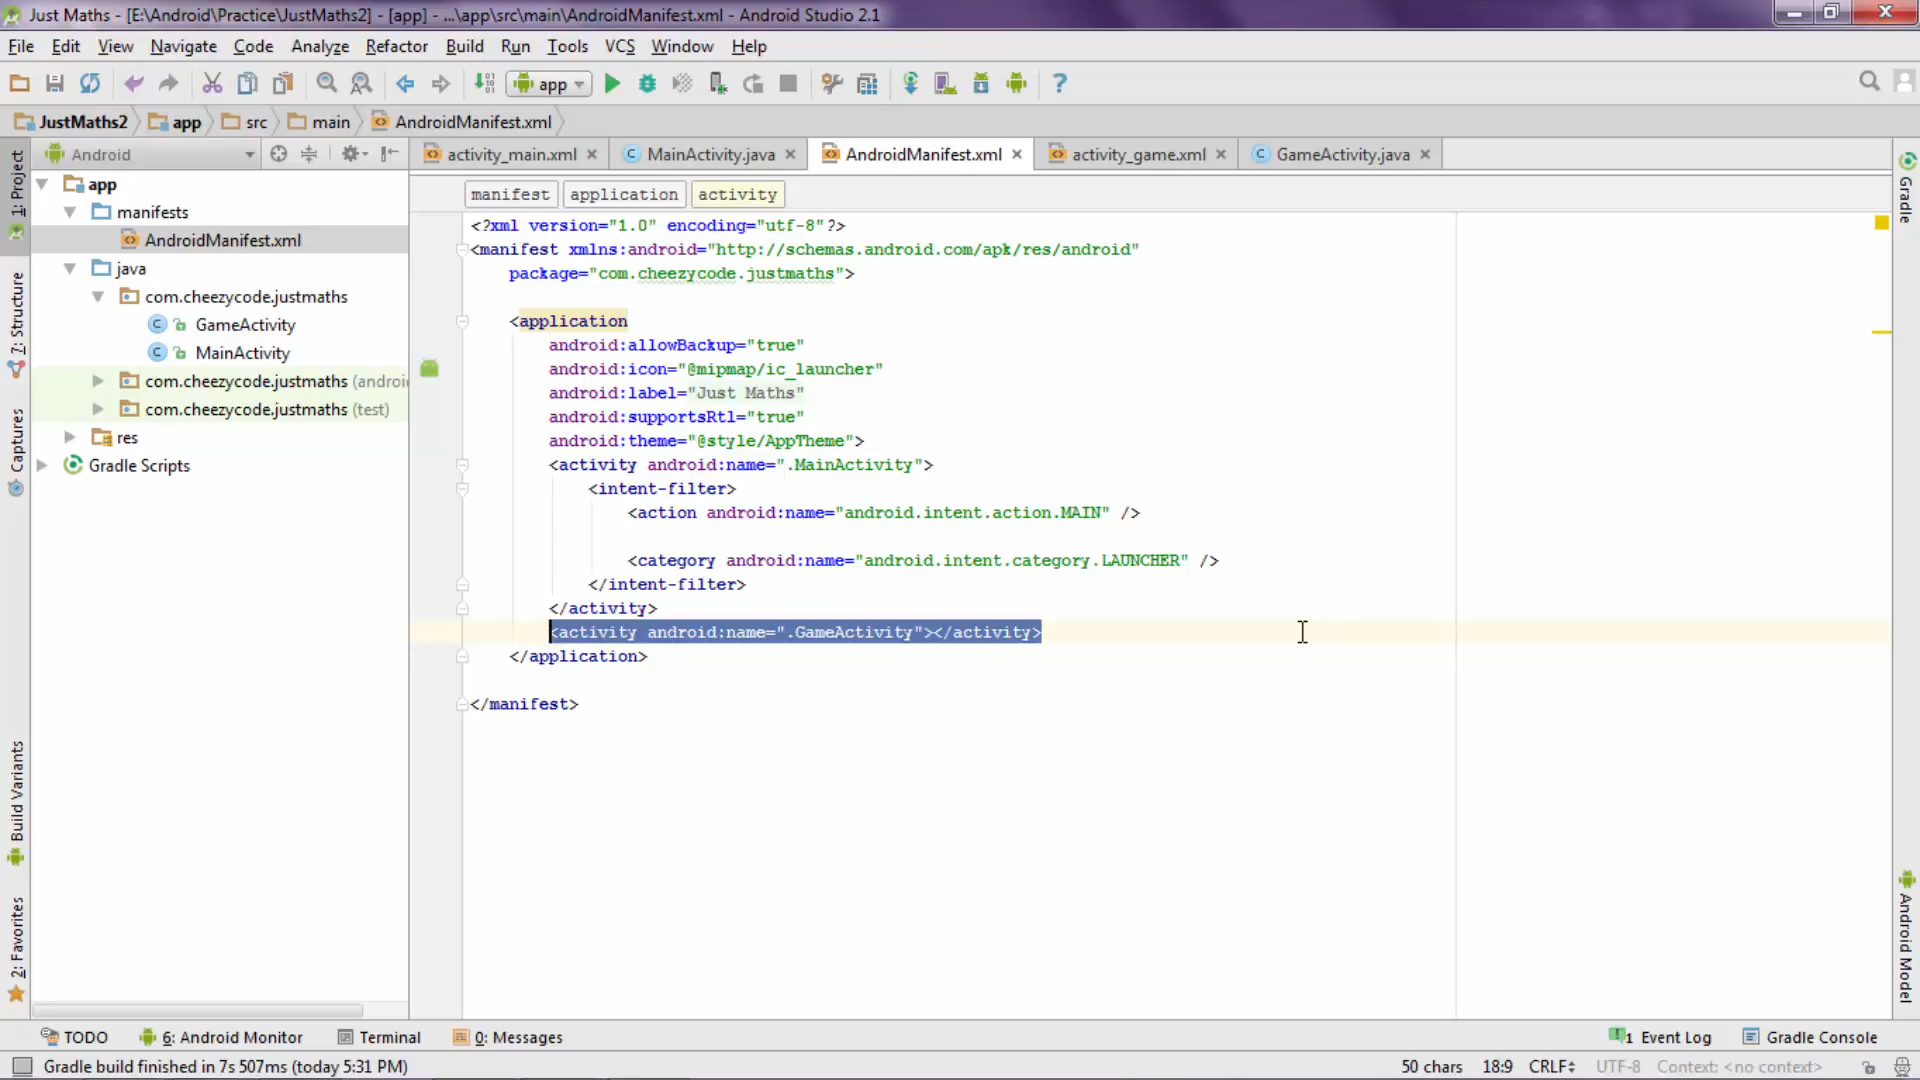 Just Maths - [E:\Android\Practice\JustMaths2] - [app] - ...\app\src\main\AndroidManifest.xml - Android Studio 2.1
File Edit View Navigate Code Analyze Refactor Build Run Tools VCS Window Help
app
JustMaths2 app src main AndroidManifest.xml
1: Project
7: Structure
Captures
Build Variants
2: Favorites
Android
app
manifests
AndroidManifest.xml
java
com.cheezycode.justmaths
GameActivity
MainActivity
com.cheezycode.justmaths (androi
com.cheezycode.justmaths (test)
res
Gradle Scripts
activity_main.xml MainActivity.java AndroidManifest.xml activity_game.xml GameActivity.java
manifest application activity
<?xml version="1.0" encoding="utf-8"?>
<manifest xmlns:android="http://schemas.android.com/apk/res/android"
package="com.cheezycode.justmaths">
<application
android:allowBackup="true"
android:icon="@mipmap/ic_launcher"
android:label="Just Maths"
android:supportsRtl="true"
android:theme="@style/AppTheme">
<activity android:name=".MainActivity">
<intent-filter>
<action android:name="android.intent.action.MAIN" />
<category android:name="android.intent.category.LAUNCHER" />
</intent-filter>
</activity>
<activity android:name=".GameActivity"></activity>
</application>
</manifest>
Gradle
Android Model
TODO 6: Android Monitor Terminal 0: Messages 1 Event Log Gradle Console
Gradle build finished in 7s 507ms (today 5:31 PM) 50 chars 18:9 CRLF UTF-8 Context: <no context>